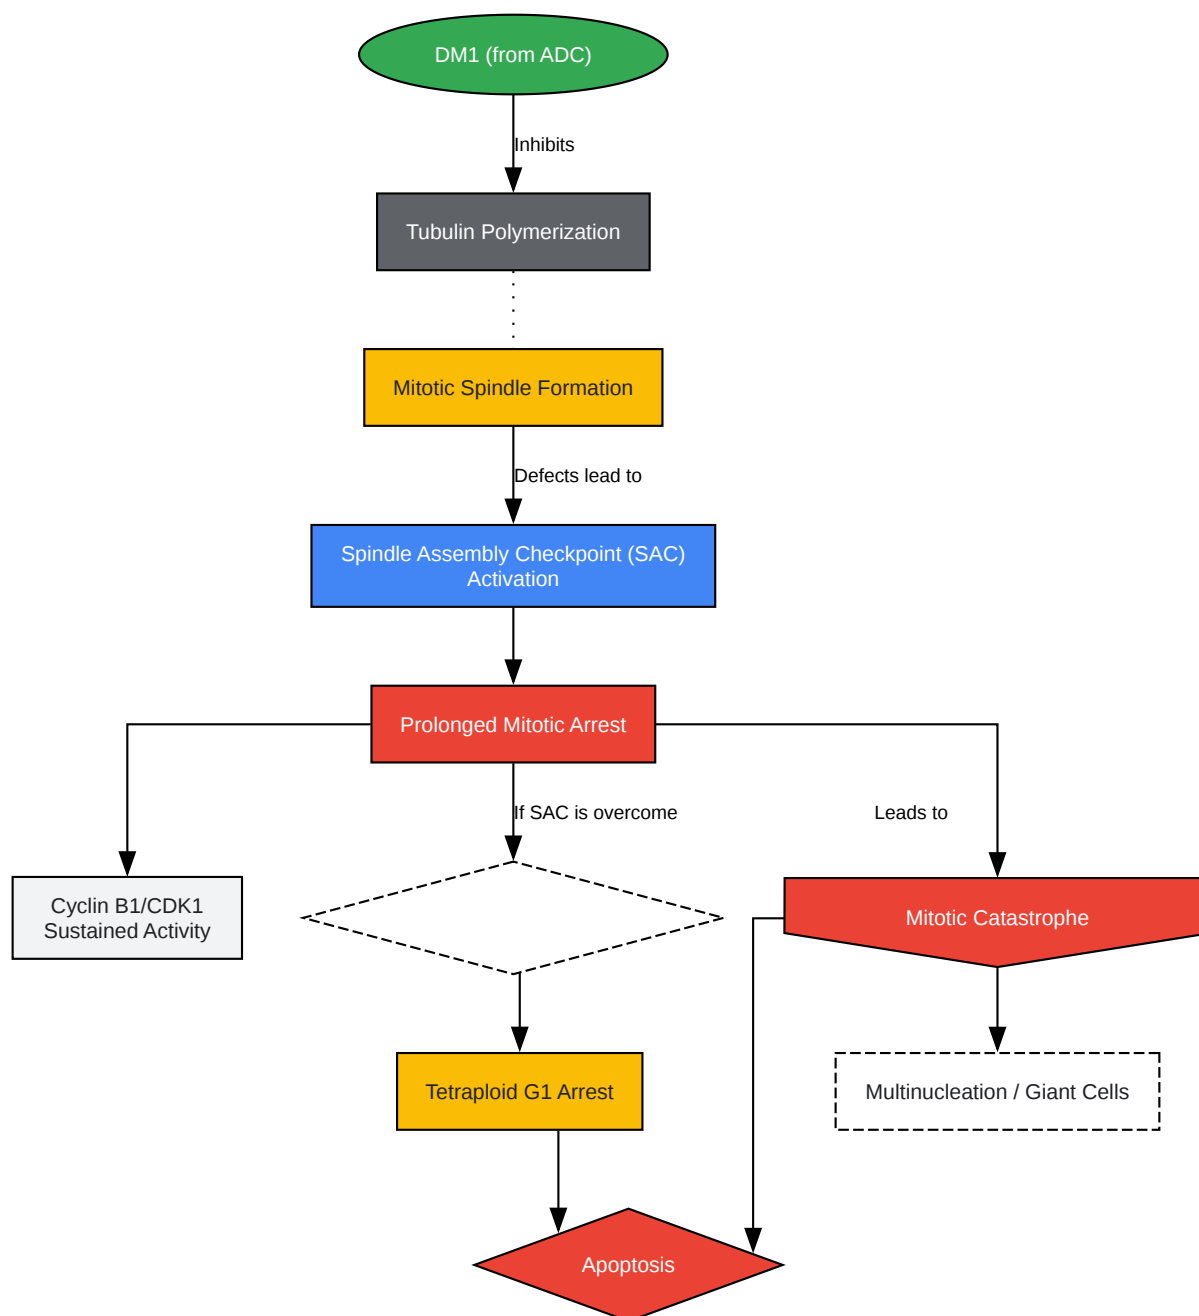 DM1 (from ADC)
Inhibits
Tubulin Polymerization
Mitotic Spindle Formation
Defects lead to
Spindle Assembly Checkpoint (SAC)
Activation
Prolonged Mitotic Arrest
If SAC is overcome
Leads to
Cyclin B1/CDK1
Sustained Activity
Mitotic Catastrophe
Tetraploid G1 Arrest
Multinucleation / Giant Cells
Apoptosis